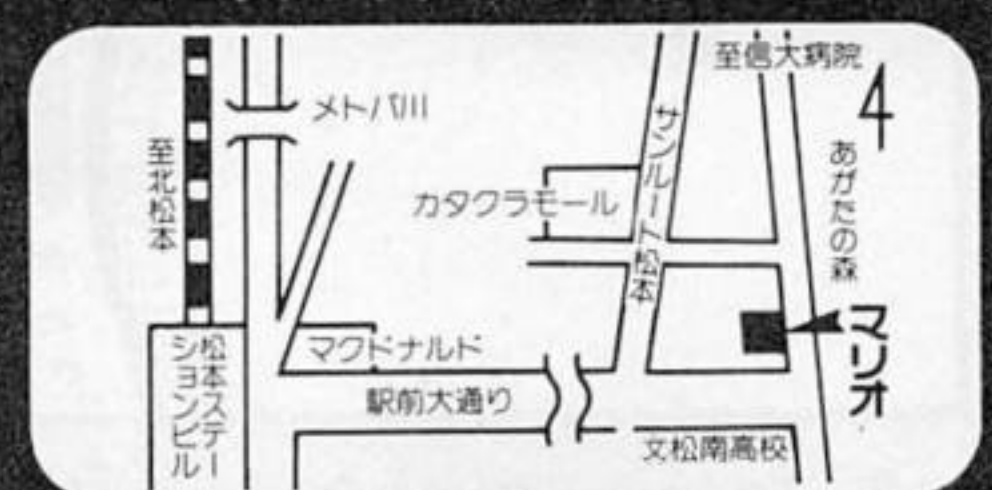 至信大病院
メトバ川
至北松本
サンルート松本
あがたの森
カタクラモール
マリオ
マクドナルド
松本ステー
ションビル
駅前大通り
文松南高校